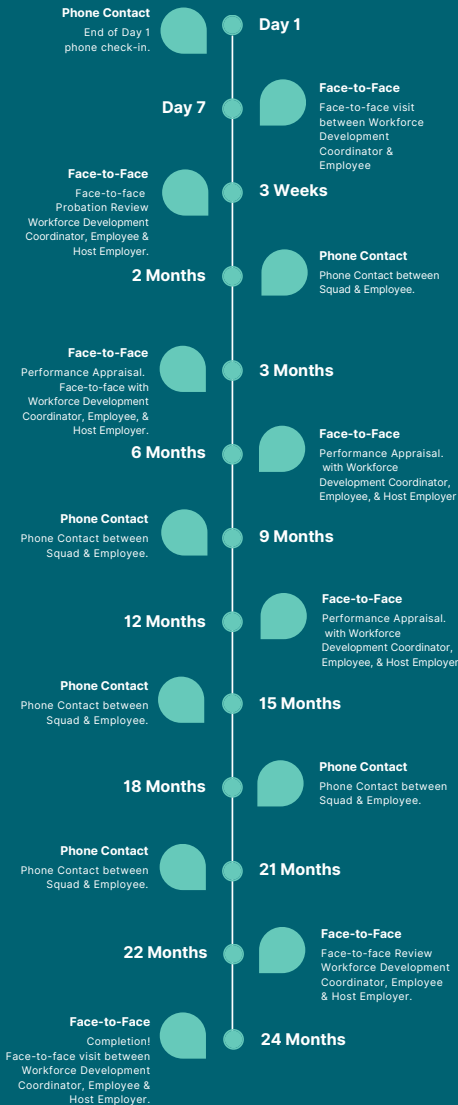 Phone Contact
End of Day 1
phone check-in.
Day 1
Day 7
Face-to-Face
Face-to-face visit
between Workforce
Development
Coordinator &
Employee
Face-to-Face
Face-to-face
Probation Review
Workforce Development
Coordinator, Employee &
Host Employer.
3 Weeks
2 Months
Phone Contact
Phone Contact between
Squad & Employee.
Face-to-Face
Performance Appraisal.
Face-to-face with
Workforce Development
Coordinator, Employee, &
Host Employer.
3 Months
6 Months
Face-to-Face
Performance Appraisal.
with Workforce
Development Coordinator,
Employee, & Host Employer
Phone Contact
Phone Contact between
Squad & Employee.
9 Months
12 Months
Face-to-Face
Performance Appraisal.
with Workforce
Development Coordinator,
Employee, & Host Employer
Phone Contact
Phone Contact between
Squad & Employee.
15 Months
18 Months
Phone Contact
Phone Contact between
Squad & Employee.
Phone Contact
Phone Contact between
Squad & Employee.
21 Months
22 Months
Face-to-Face
Face-to-face Review
Workforce Development
Coordinator, Employee
& Host Employer.
Face-to-Face
Completion!
Face-to-face visit between
Workforce Development
Coordinator, Employee &
Host Employer.
24 Months